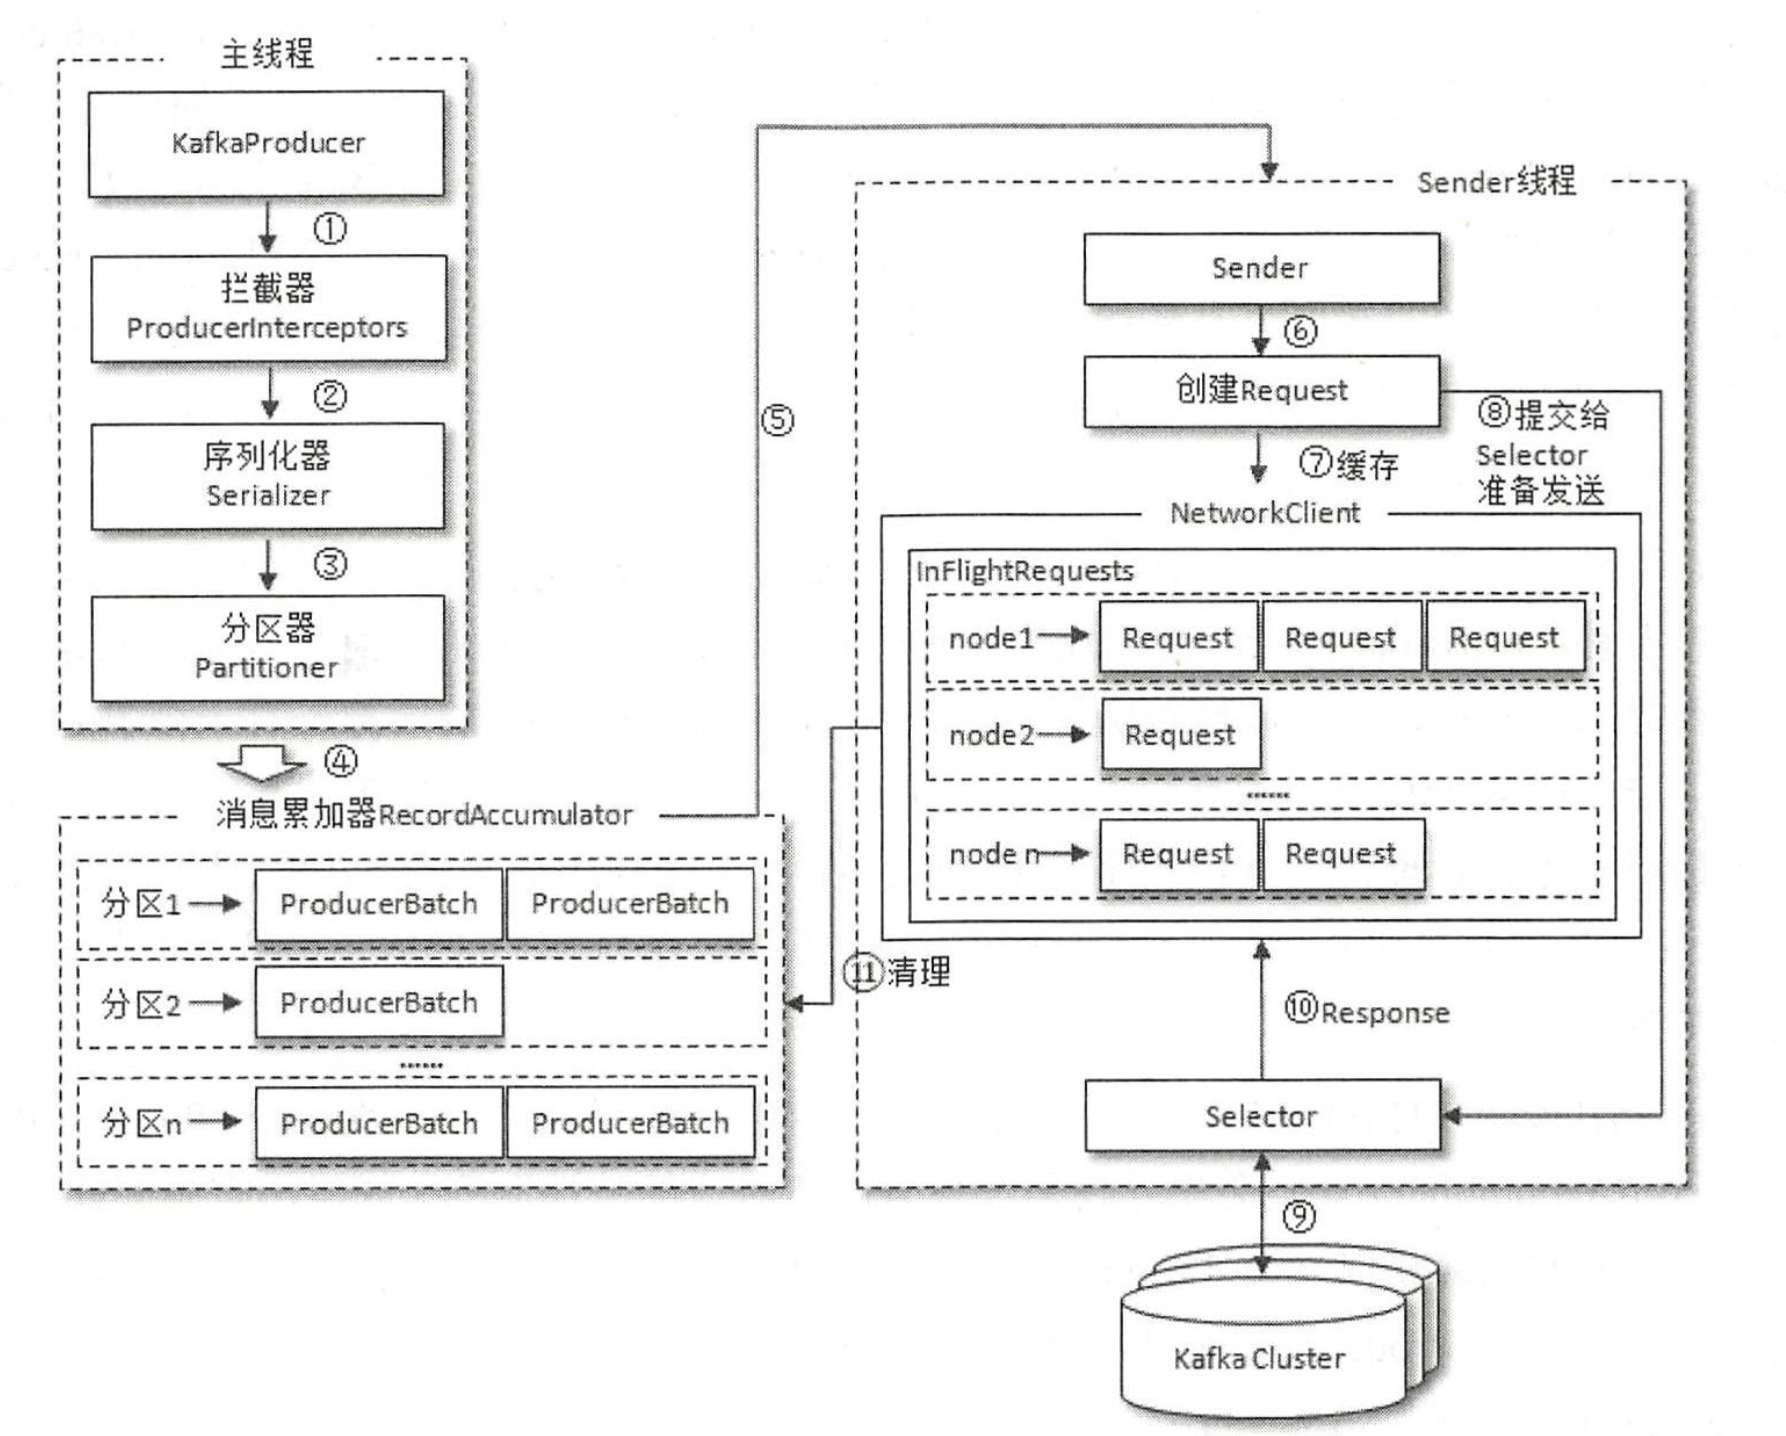 主线程
KafkaProducer
①
拦截器
ProducerInterceptors
②
序列化器
Serializer
③
分区器
Partitioner
④
消息累加器RecordAccumulator
分区1
ProducerBatch
ProducerBatch
分区2
ProducerBatch
......
分区n
ProducerBatch
ProducerBatch
⑤
Sender线程
Sender
⑥
创建Request
⑦缓存
⑧提交给
Selector
准备发送
NetworkClient
InFlightRequests
node1
Request
Request
Request
node2
Request
......
node n
Request
Request
⑪清理
⑩Response
Selector
⑨
Kafka Cluster